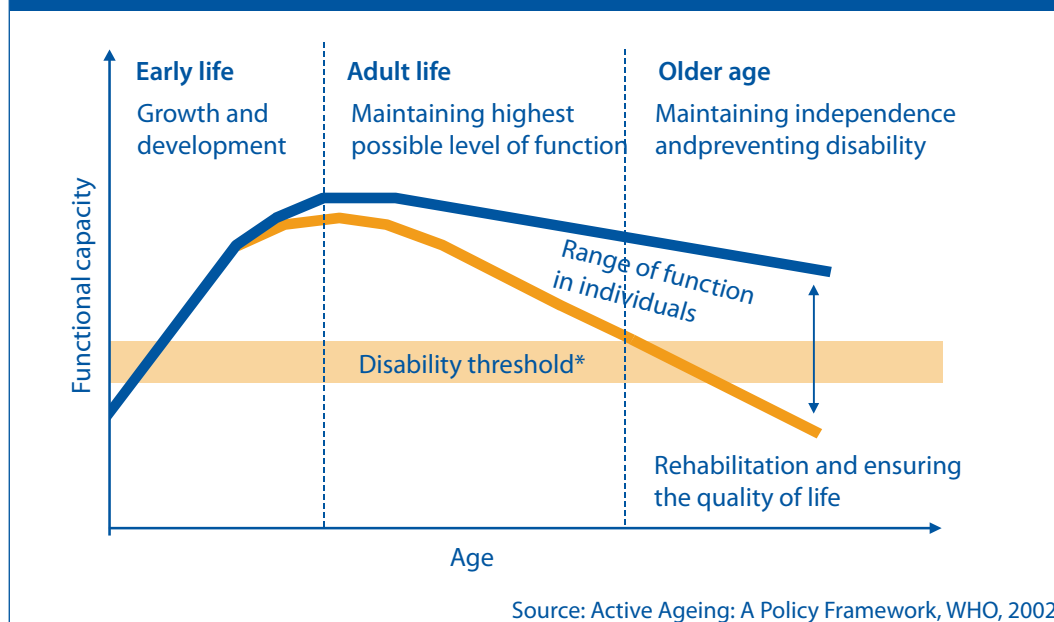 Early life
Growth and
development
Adult life
Maintaining highest
possible level of function
Older age
Maintaining independence
andpreventing disability
Functional capacity
Range of function
in individuals
Disability threshold*
Rehabilitation and ensuring
the quality of life
Age
Source: Active Ageing: A Policy Framework, WHO, 2002